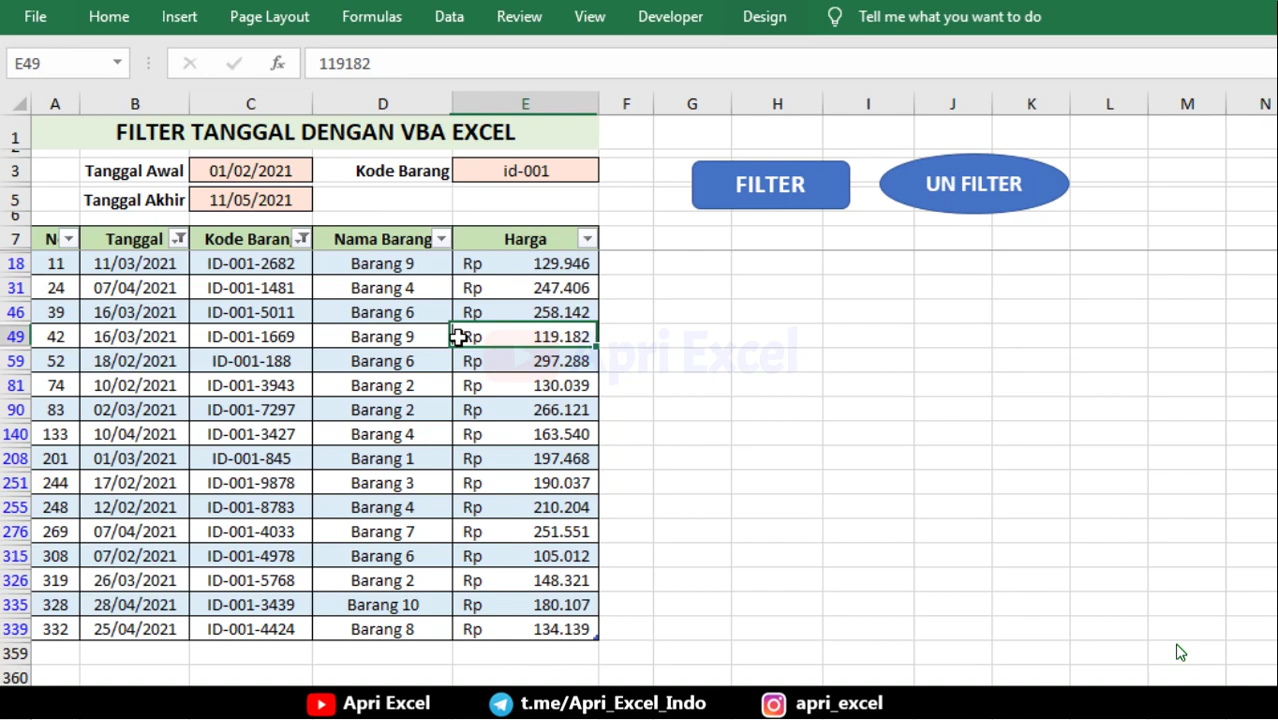 File Home Insert Page Layout Formulas Data Review View Developer Design Tell me what you want to do
E49 fx 119182
A B C D E F G H I J K L M N
1 FILTER TANGGAL DENGAN VBA EXCEL
2
3 Tanggal Awal 01/02/2021 Kode Barang id-001 FILTER UN FILTER
5 Tanggal Akhir 11/05/2021
6
7 N Tanggal Kode Baran Nama Barang Harga
18 11 11/03/2021 ID-001-2682 Barang 9 Rp 129.946
31 24 07/04/2021 ID-001-1481 Barang 4 Rp 247.406
46 39 16/03/2021 ID-001-5011 Barang 6 Rp 258.142
49 42 16/03/2021 ID-001-1669 Barang 9 Rp 119.182
Apri Excel
59 52 18/02/2021 ID-001-188 Barang 6 Rp 297.288
81 74 10/02/2021 ID-001-3943 Barang 2 Rp 130.039
90 83 02/03/2021 ID-001-7297 Barang 2 Rp 266.121
140 133 10/04/2021 ID-001-3427 Barang 4 Rp 163.540
208 201 01/03/2021 ID-001-845 Barang 1 Rp 197.468
251 244 17/02/2021 ID-001-9878 Barang 3 Rp 190.037
255 248 12/02/2021 ID-001-8783 Barang 4 Rp 210.204
276 269 07/04/2021 ID-001-4033 Barang 7 Rp 251.551
315 308 07/02/2021 ID-001-4978 Barang 6 Rp 105.012
326 319 26/03/2021 ID-001-5768 Barang 2 Rp 148.321
335 328 28/04/2021 ID-001-3439 Barang 10 Rp 180.107
339 332 25/04/2021 ID-001-4424 Barang 8 Rp 134.139
359
360
Apri Excel t.me/Apri_Excel_Indo apri_excel